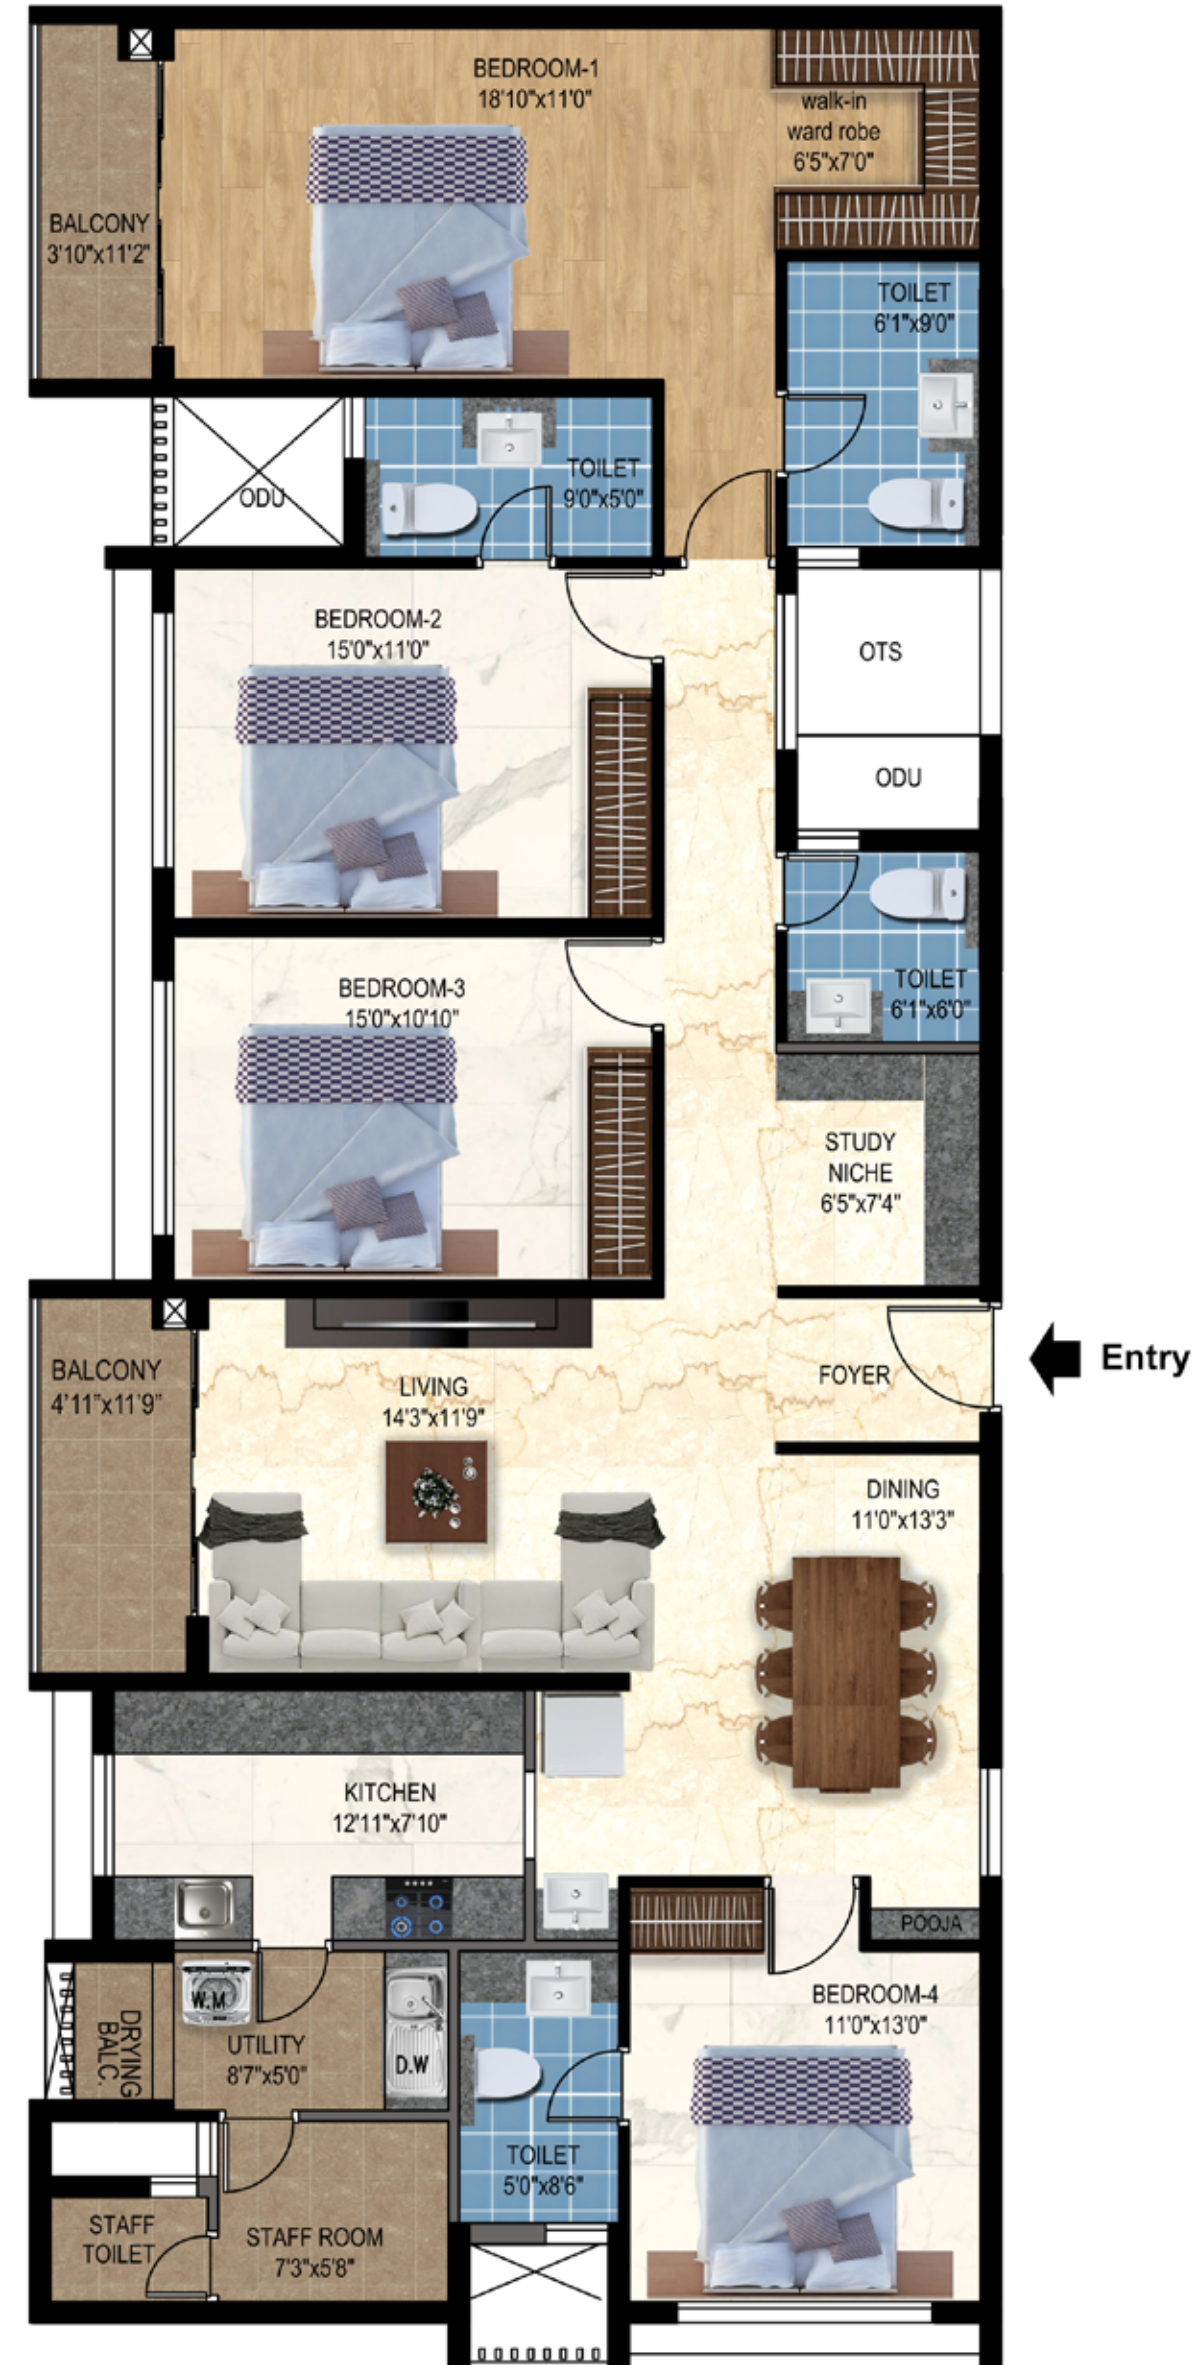 BEDROOM-1
18'10"x11'0"
walk-in
ward robe
6'5"x7'0"
BALCONY
3'10"x11'2"
TOILET
6'1"x9'0"
TOILET
9'0"x5'0"
ODU
BEDROOM-2
15'0"x11'0"
OTS
ODU
TOILET
6'1"x6'0"
BEDROOM-3
15'0"x10'10"
STUDY
NICHE
6'5"x7'4"
BALCONY
4'11"x11'9"
LIVING
14'3"x11'9"
FOYER
Entry
DINING
11'0"x13'3"
KITCHEN
12'11"x7'10"
POOJA
W.M
DRYING
BALC.
UTILITY
8'7"x5'0"
D.W
BEDROOM-4
11'0"x13'0"
TOILET
5'0"x8'6"
STAFF
TOILET
STAFF ROOM
7'3"x5'8"